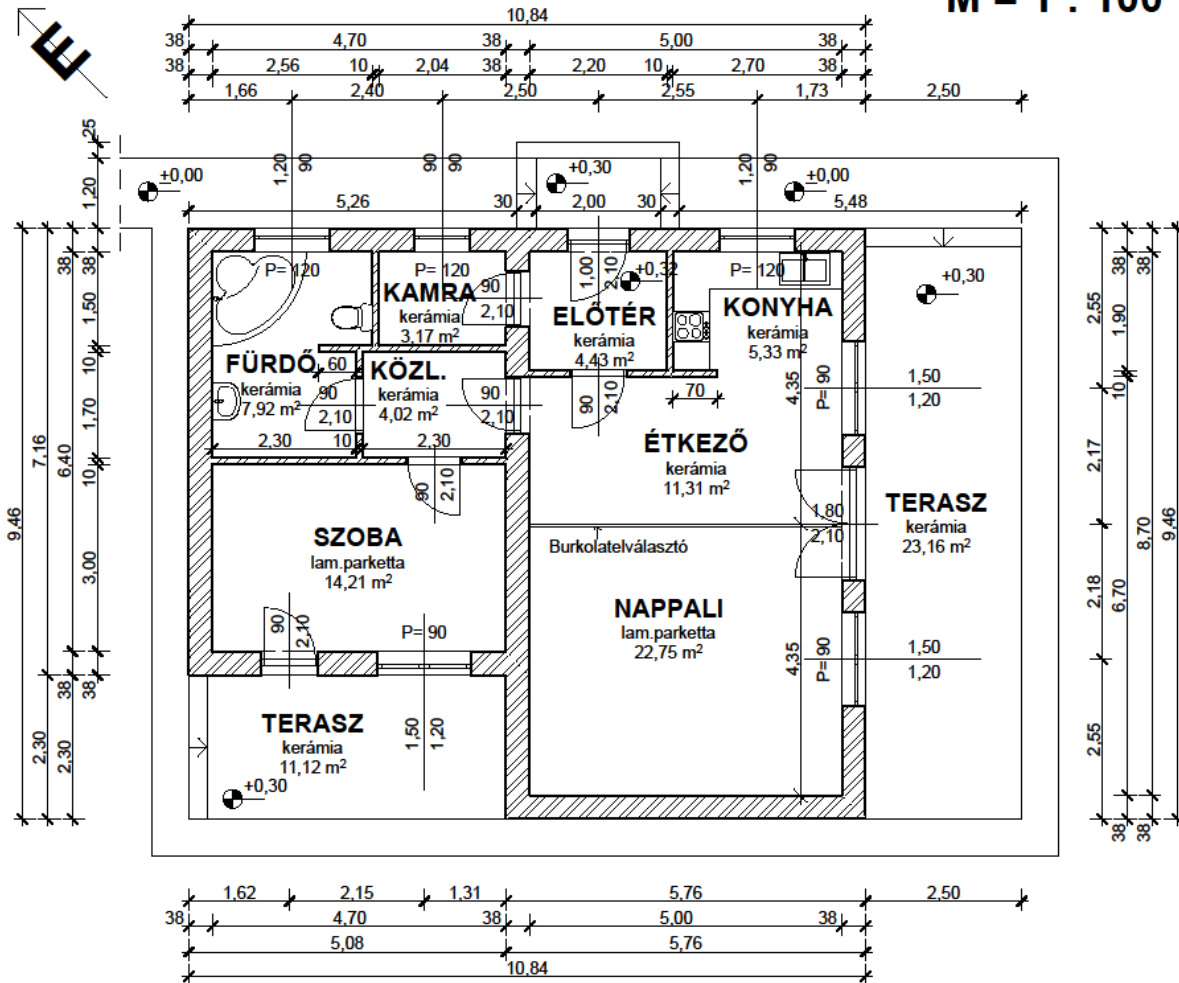 M = 1 : 100
É
10,84
38 4,70 38 5,00 38
38 2,56 10 2,04 38 2,20 10 2,70 38
1,66 2,40 2,50 2,55 1,73 2,50
25
1,20
1,20 90
90 90
1,20 90
±0,00
+0,30
±0,00
5,26 30 2,00 30 5,48
P= 120
P= 120
P= 120
1,00 2,10
+0,32
+0,30
KAMRA
kerámia
3,17 m²
90
2,10
ELŐTÉR
kerámia
4,43 m²
KONYHA
kerámia
5,33 m²
FÜRDŐ
kerámia
7,92 m²
60
90
2,10
KÖZL.
kerámia
4,02 m²
90
2,10
90 2,10
70
4,35
P= 90
1,50
1,20
2,30 10 2,30
90 2,10
ÉTKEZŐ
kerámia
11,31 m²
SZOBA
lam.parketta
14,21 m²
Burkolatelválasztó
1,80
2,10
TERASZ
kerámia
23,16 m²
90 2,10
P= 90
NAPPALI
lam.parketta
22,75 m²
4,35
P= 90
1,50
1,20
TERASZ
kerámia
11,12 m²
1,50 1,20
+0,30
9,46
7,16 2,30
38 6,40 38 2,30
38 1,50 10 1,70 10 3,00 38
2,55 2,17 2,18 2,55
38 1,90 10 6,70 38
38 8,70 38
9,46
1,62 2,15 1,31 5,76 2,50
38 4,70 38 5,00 38
5,08 5,76
10,84